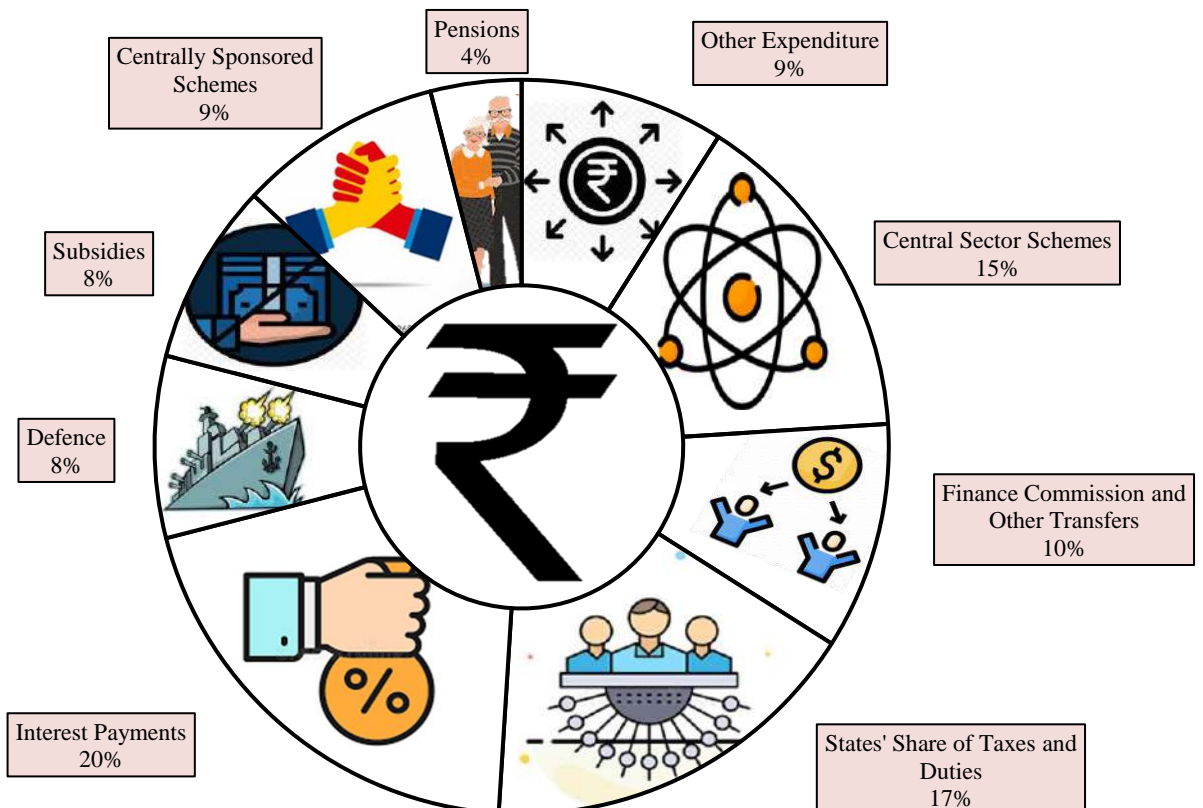 Pensions
4%
Other Expenditure
9%
Centrally Sponsored
Schemes
9%
Central Sector Schemes
15%
Subsidies
8%
Defence
8%
Finance Commission and
Other Transfers
10%
Interest Payments
20%
States' Share of Taxes and
Duties
17%
₹
₹
$
%